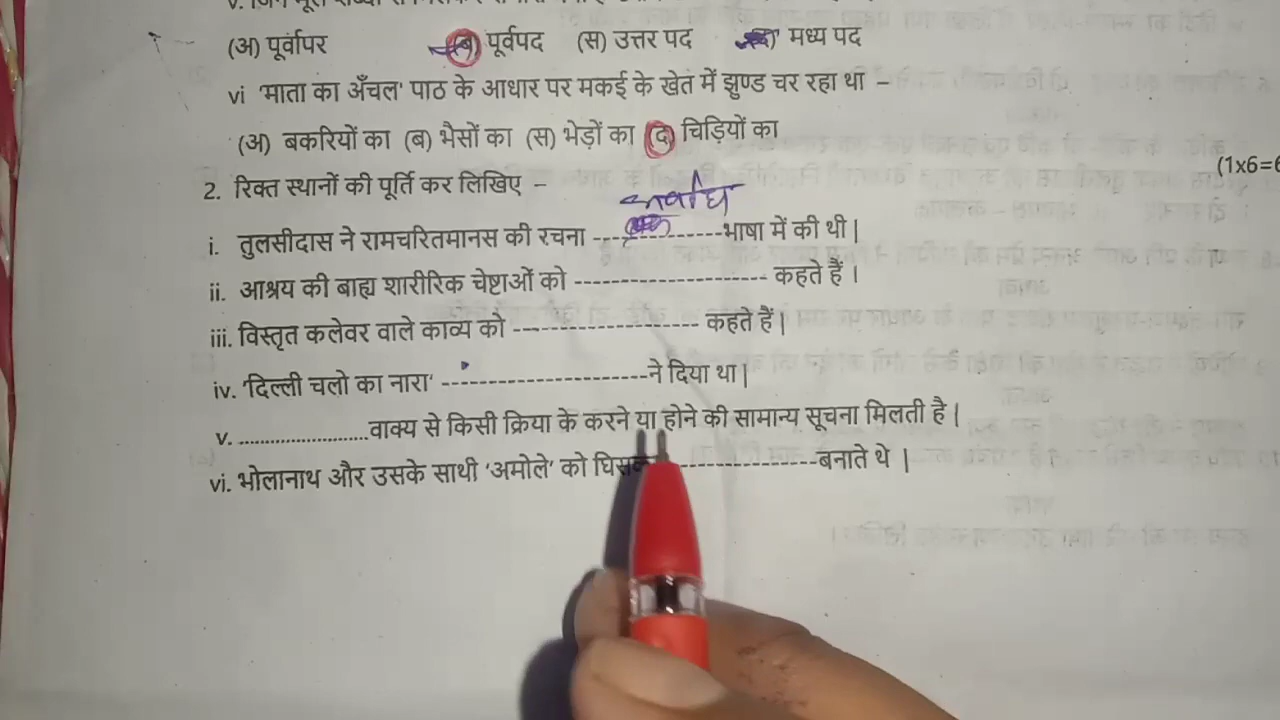 (अ) पूर्वापर (ब) पूर्वपद (स) उत्तर पद मध्य पद
vi 'माता का अँचल' पाठ के आधार पर मकई के खेत में झुण्ड चर रहा था –
(अ) बकरियों का (ब) भैसों का (स) भेड़ों का (द) चिड़ियों का
(1x6=6
2. रिक्त स्थानों की पूर्ति कर लिखिए –
i. तुलसीदास ने रामचरितमानस की रचना ------------- भाषा में की थी |
ii. आश्रय की बाह्य शारीरिक चेष्टाओं को -------------------- कहते हैं ।
iii. विस्तृत कलेवर वाले काव्य को ------------------- कहते हैं |
iv. 'दिल्ली चलो का नारा' ---------------------- ने दिया था |
v. ......................... वाक्य से किसी क्रिया के करने या होने की सामान्य सूचना मिलती है |
vi. भोलानाथ और उसके साथी 'अमोले' को ---------------- बनाते थे |